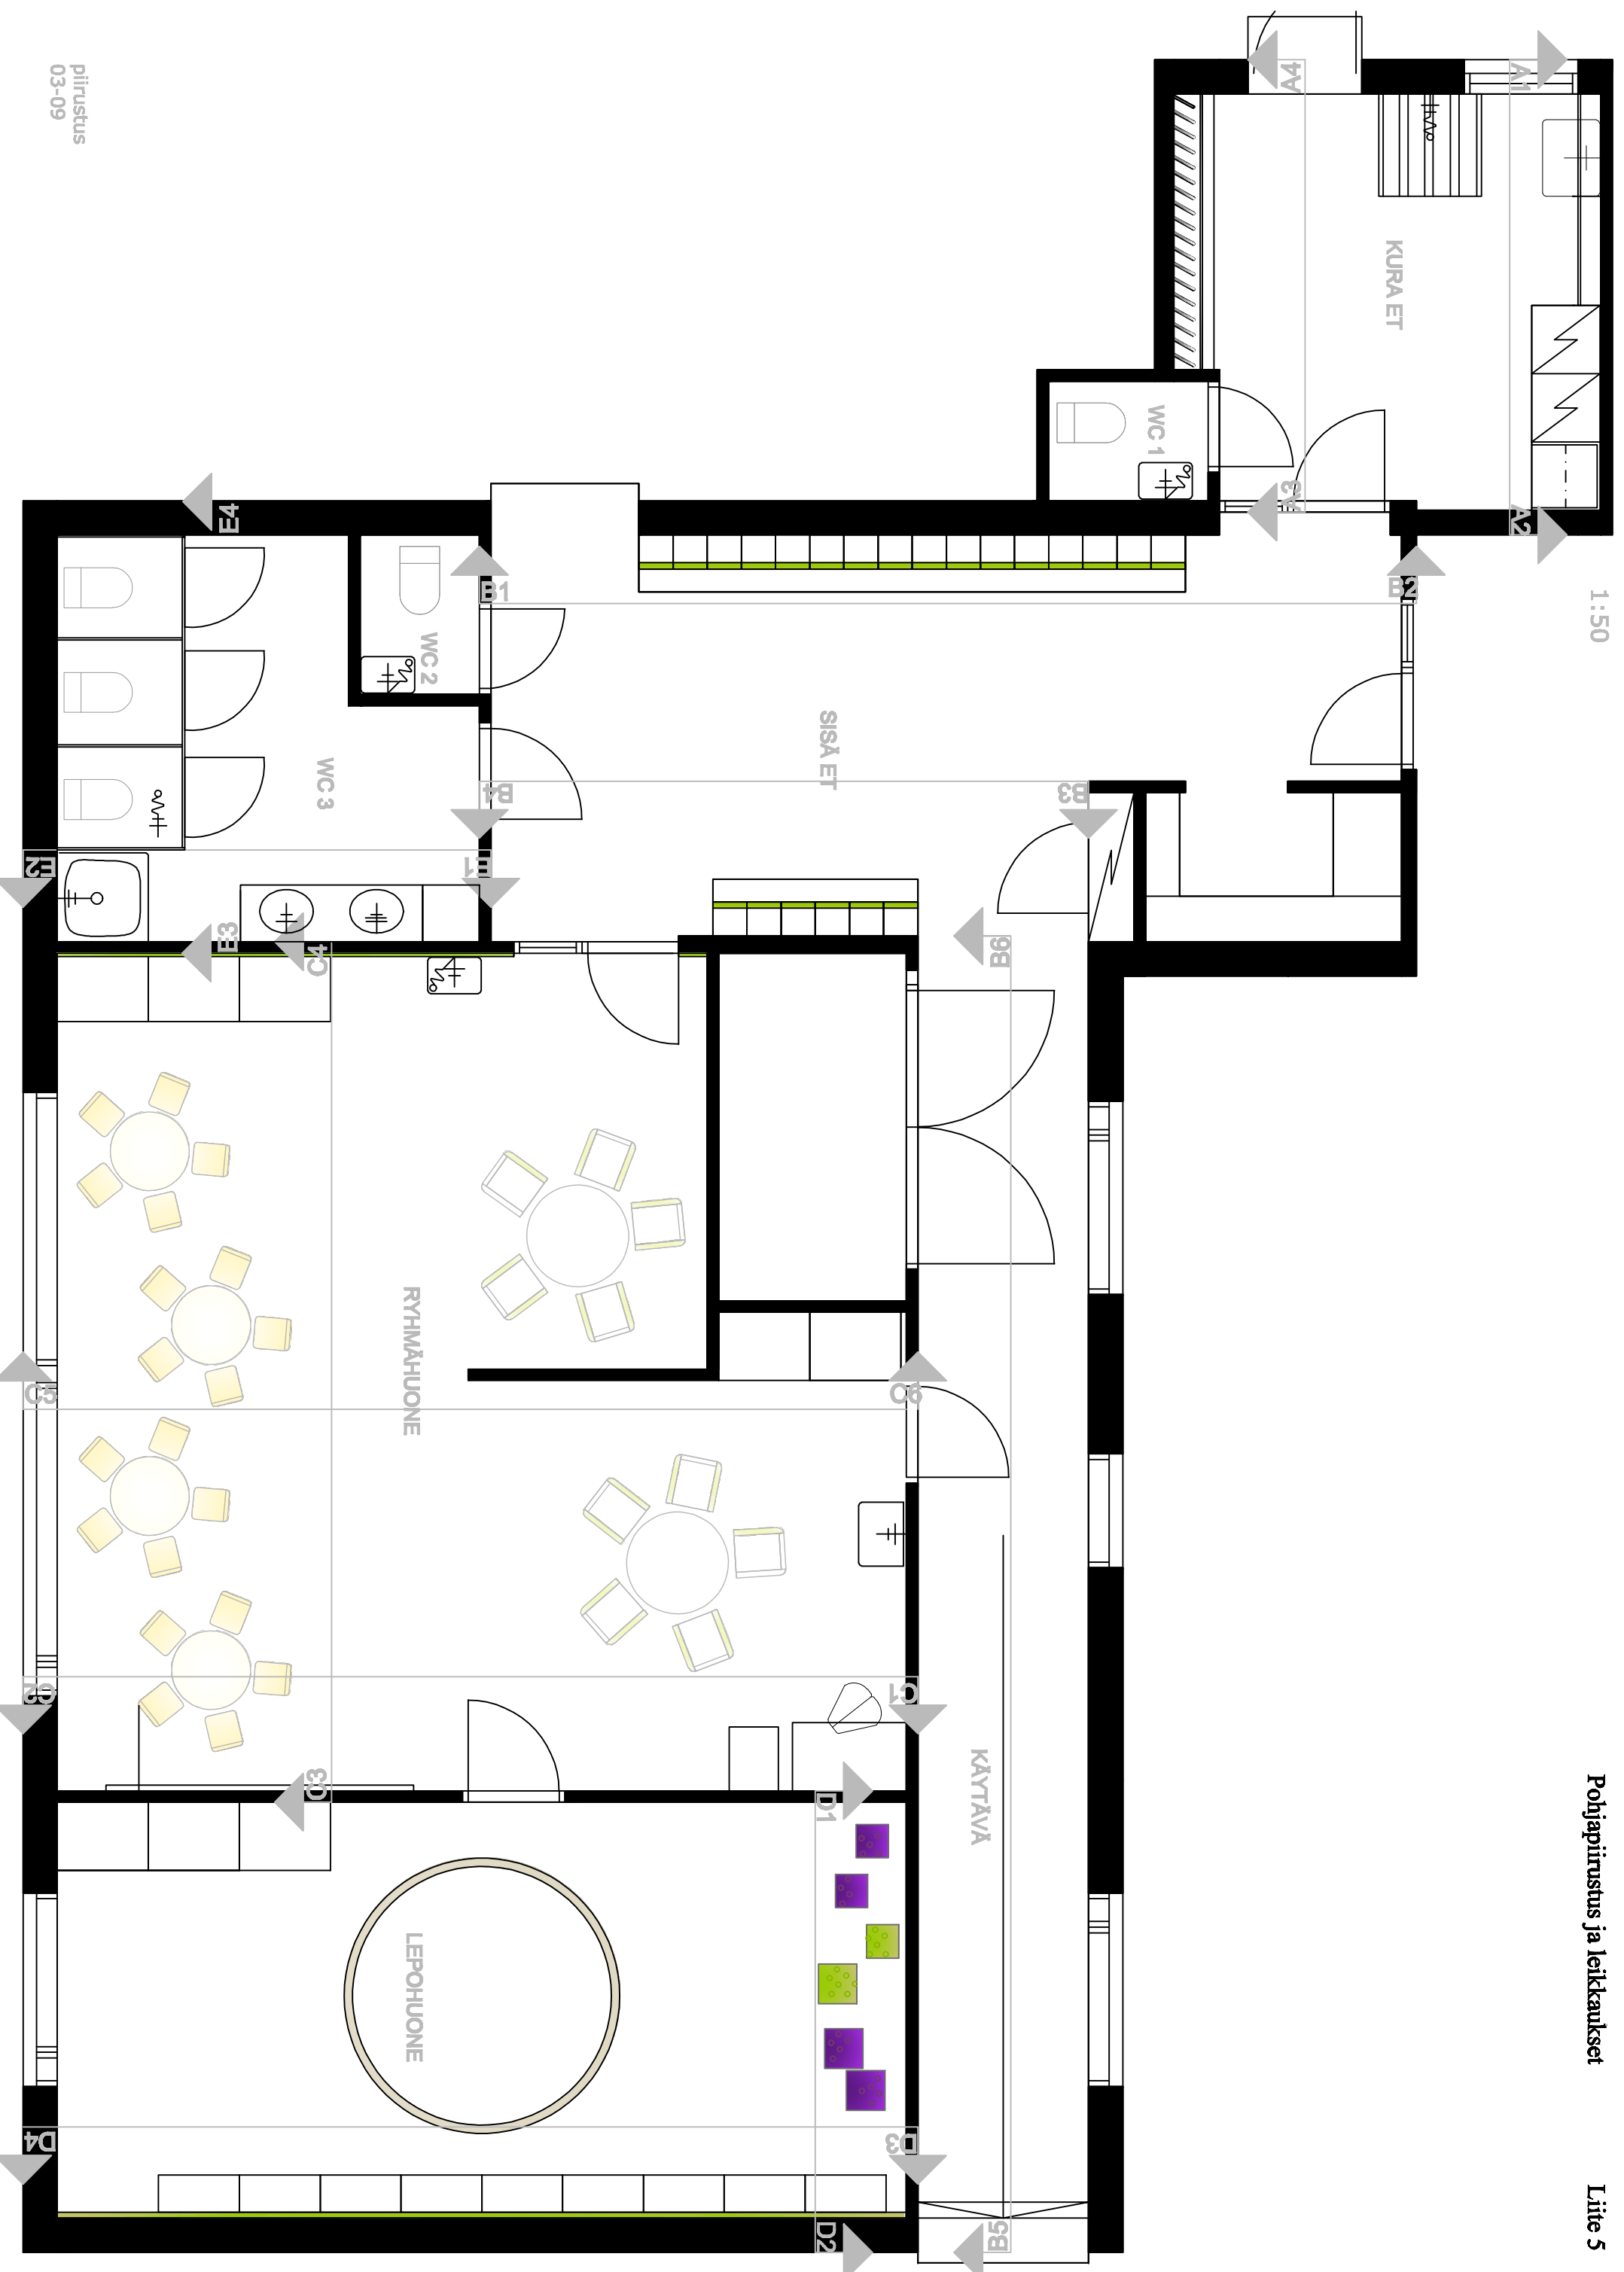 Pohjapiirustus ja leikkaukset
Liite 5
1:50
piirustus
03-09
A1
A4
KURA ET
WC 1
A3
A2
E4
B1
B2
WC 2
SISÄ ET
WC 3
B4
B3
E2
E1
E3
C4
B6
RYHMÄHUONE
C5
C6
C2
C1
KÄYTÄVÄ
C3
D1
LEPOHUONE
D4
D3
D2
B5